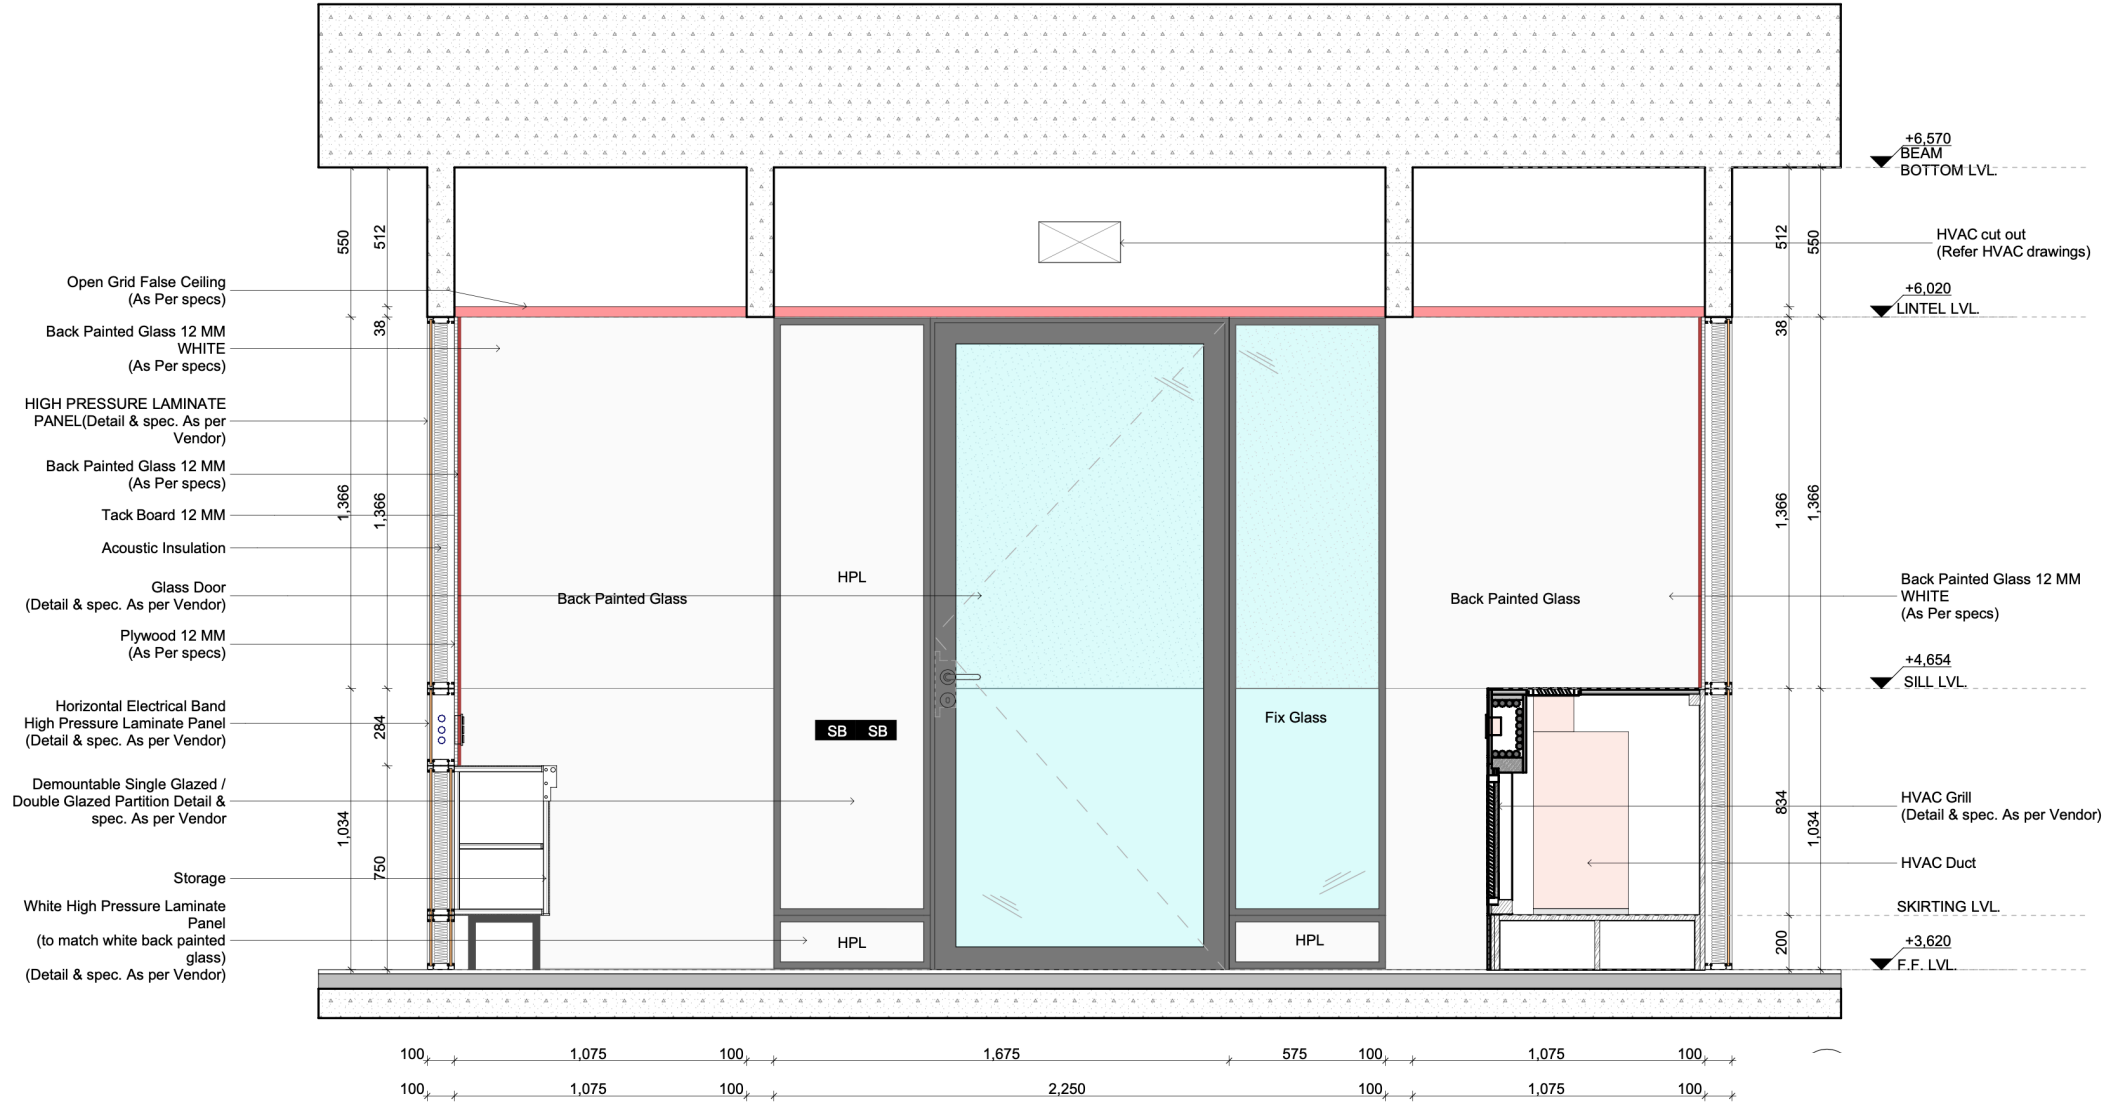 +6,570
BEAM
BOTTOM LVL.
550
512
512
550
HVAC cut out
(Refer HVAC drawings)
Open Grid False Ceiling
(As Per specs)
+6,020
LINTEL LVL.
38
38
Back Painted Glass 12 MM
WHITE
(As Per specs)
HIGH PRESSURE LAMINATE
PANEL(Detail & spec. As per
Vendor)
Back Painted Glass 12 MM
(As Per specs)
1,366
1,366
1,366
1,366
Tack Board 12 MM
Acoustic Insulation
Glass Door
(Detail & spec. As per Vendor)
HPL
Back Painted Glass
Back Painted Glass
Back Painted Glass 12 MM
WHITE
(As Per specs)
Plywood 12 MM
(As Per specs)
+4,654
SILL LVL.
Horizontal Electrical Band
High Pressure Laminate Panel
(Detail & spec. As per Vendor)
284
SB SB
Fix Glass
Demountable Single Glazed /
Double Glazed Partition Detail &
spec. As per Vendor
1,034
834
1,034
HVAC Grill
(Detail & spec. As per Vendor)
750
HVAC Duct
Storage
SKIRTING LVL.
White High Pressure Laminate
Panel
(to match white back painted
glass)
(Detail & spec. As per Vendor)
HPL
HPL
200
+3,620
F.F. LVL.
100 1,075 100 1,675 575 100 1,075 100
100 1,075 100 2,250 100 1,075 100